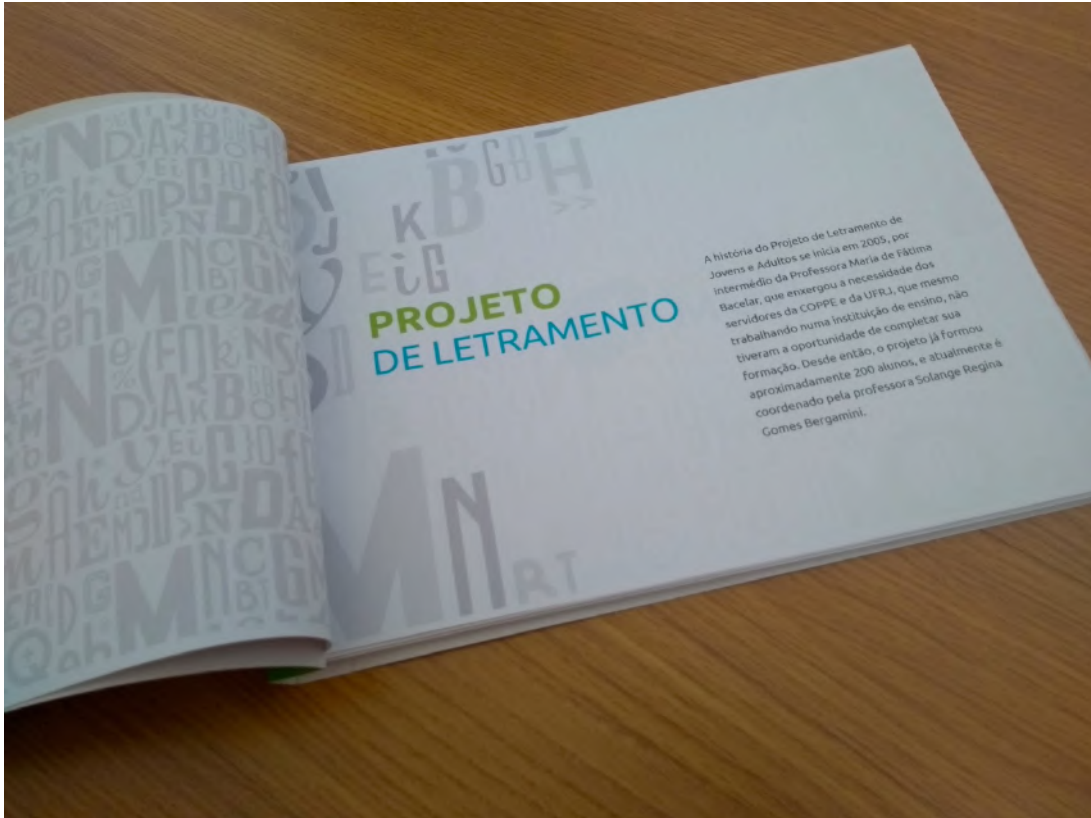 PROJETO
DE LETRAMENTO
A história do Projeto de Letramento de
Jovens e Adultos se inicia em 2005, por
intermédio da Professora Maria de Fátima
Bacelar, que enxergou a necessidade dos
servidores da COPPE e da UFRJ, que mesmo
trabalhando numa instituição de ensino, não
tiveram a oportunidade de completar sua
formação. Desde então, o projeto já formou
aproximadamente 200 alunos, e atualmente é
coordenado pela professora Solange Regina
Gomes Bergamini.